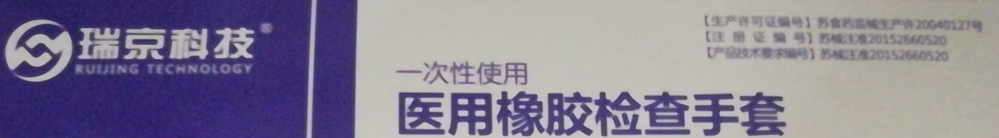 瑞京科技®
RUIJING TECHNOLOGY
【生产许可证编号】苏食药监械生产许20040127号
【注册证编号】苏械注准20152660520
【产品技术要求编号】苏械注准20152660520
一次性使用
医用橡胶检查手套